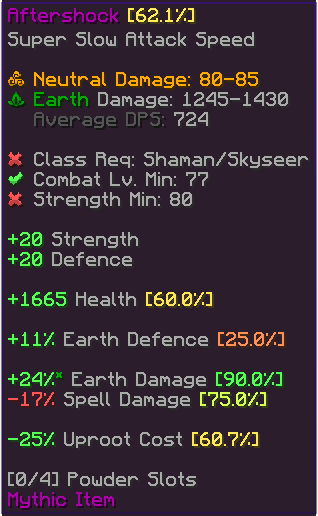 Aftershock [62.1%]
Super Slow Attack Speed
Neutral Damage: 80-85
Earth Damage: 1245-1430
Average DPS: 724
✖ Class Req: Shaman/Skyseer
✔ Combat Lv. Min: 77
✖ Strength Min: 80
+20 Strength
+20 Defence
+1665 Health [60.0%]
+11% Earth Defence [25.0%]
+24%* Earth Damage [90.0%]
-17% Spell Damage [75.0%]
-25% Uproot Cost [60.7%]
[0/4] Powder Slots
Mythic Item